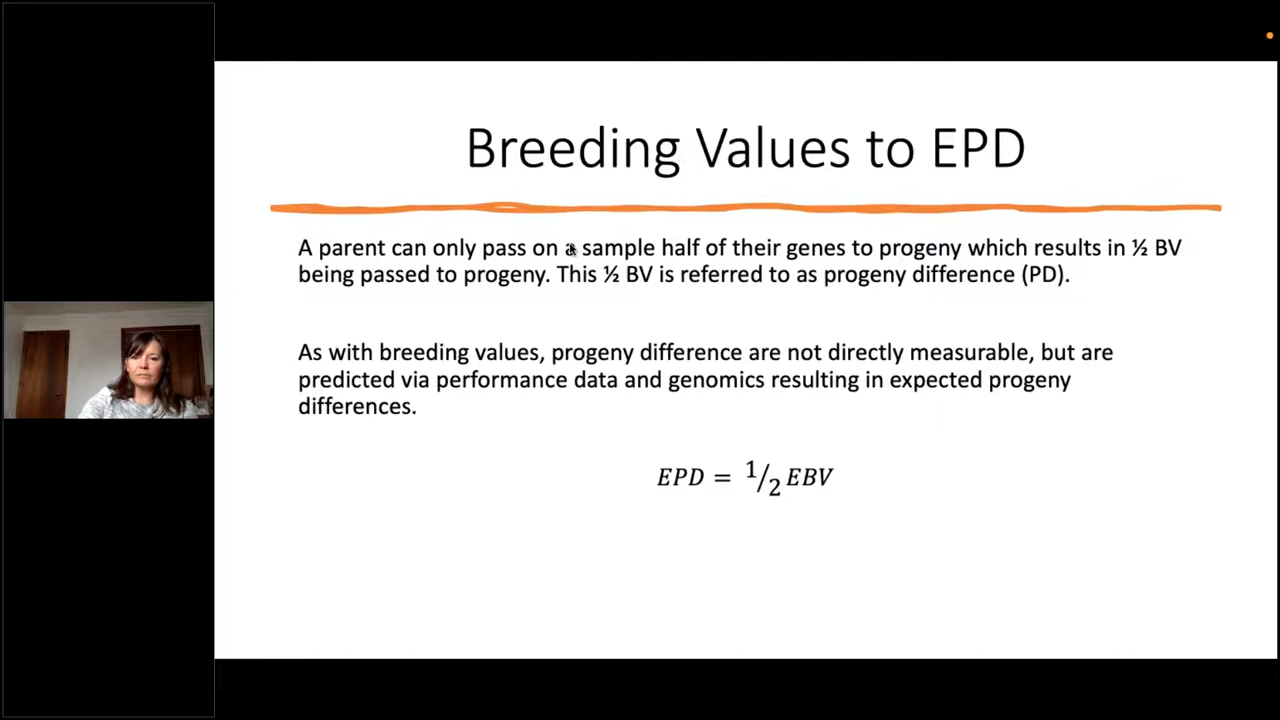 Breeding Values to EPD
A parent can only pass on a sample half of their genes to progeny which results in ½ BV
being passed to progeny. This ½ BV is referred to as progeny difference (PD).
As with breeding values, progeny difference are not directly measurable, but are
predicted via performance data and genomics resulting in expected progeny
differences.
EPD = 1/2 EBV